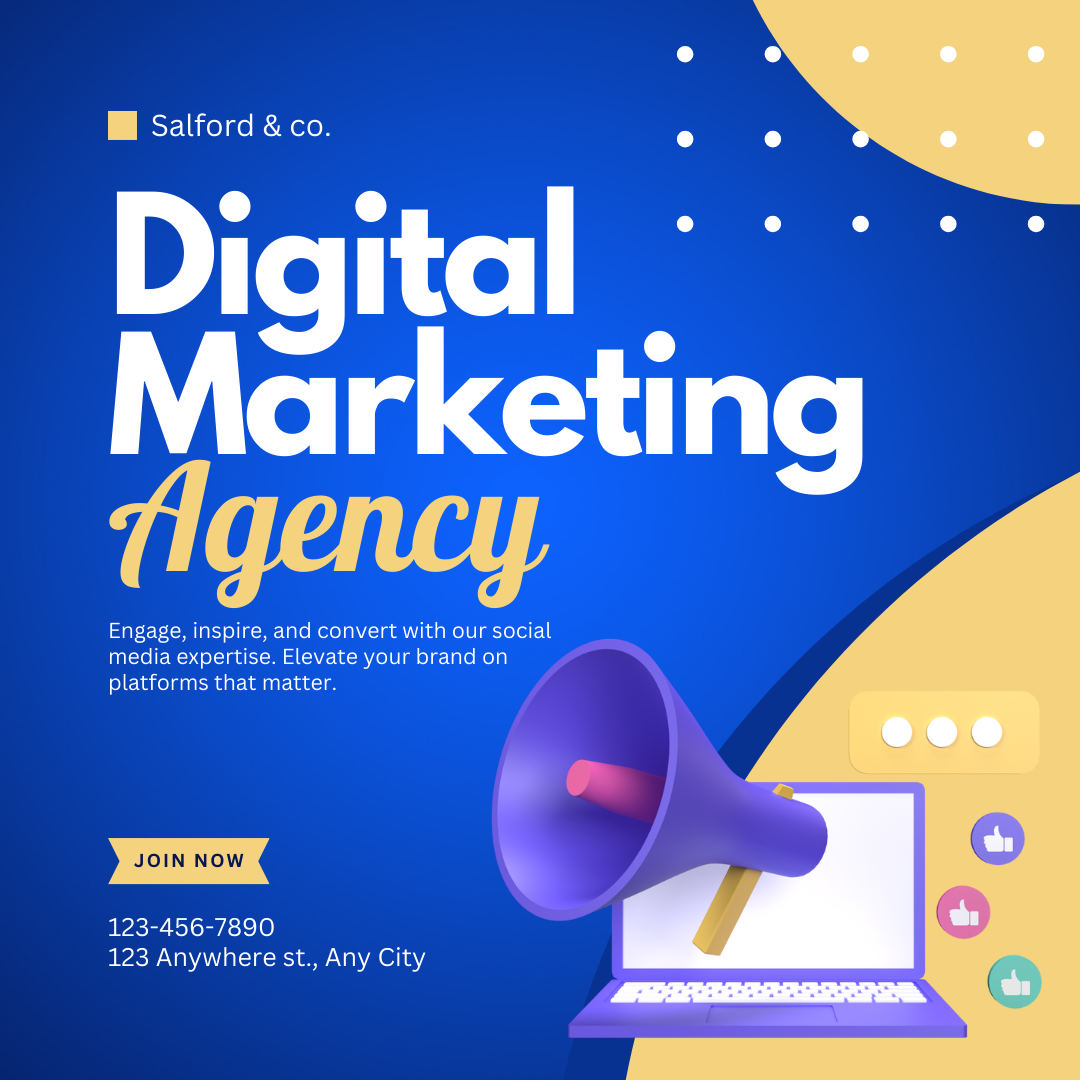 Salford & co.
Digital
Marketing
Agency
Engage, inspire, and convert with our social
media expertise. Elevate your brand on
platforms that matter.
JOIN NOW
123-456-7890
123 Anywhere st., Any City